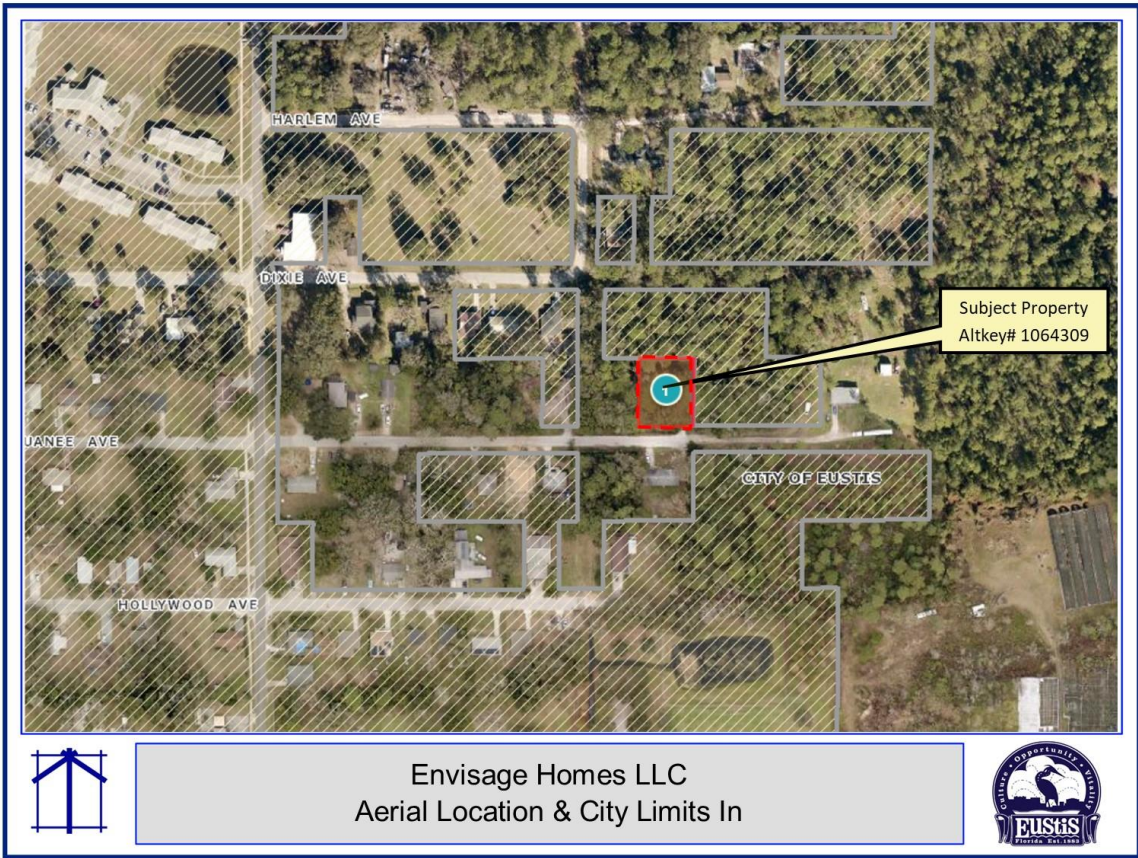 HARLEM AVE
DIXIE AVE
Subject Property
Altkey# 1064309
UANEE AVE
CITY OF EUSTIS
HOLLYWOOD AVE
Envisage Homes LLC
Aerial Location & City Limits In
Culture • Opportunity • Vitality
EUSTIS
Florida Est. 1883